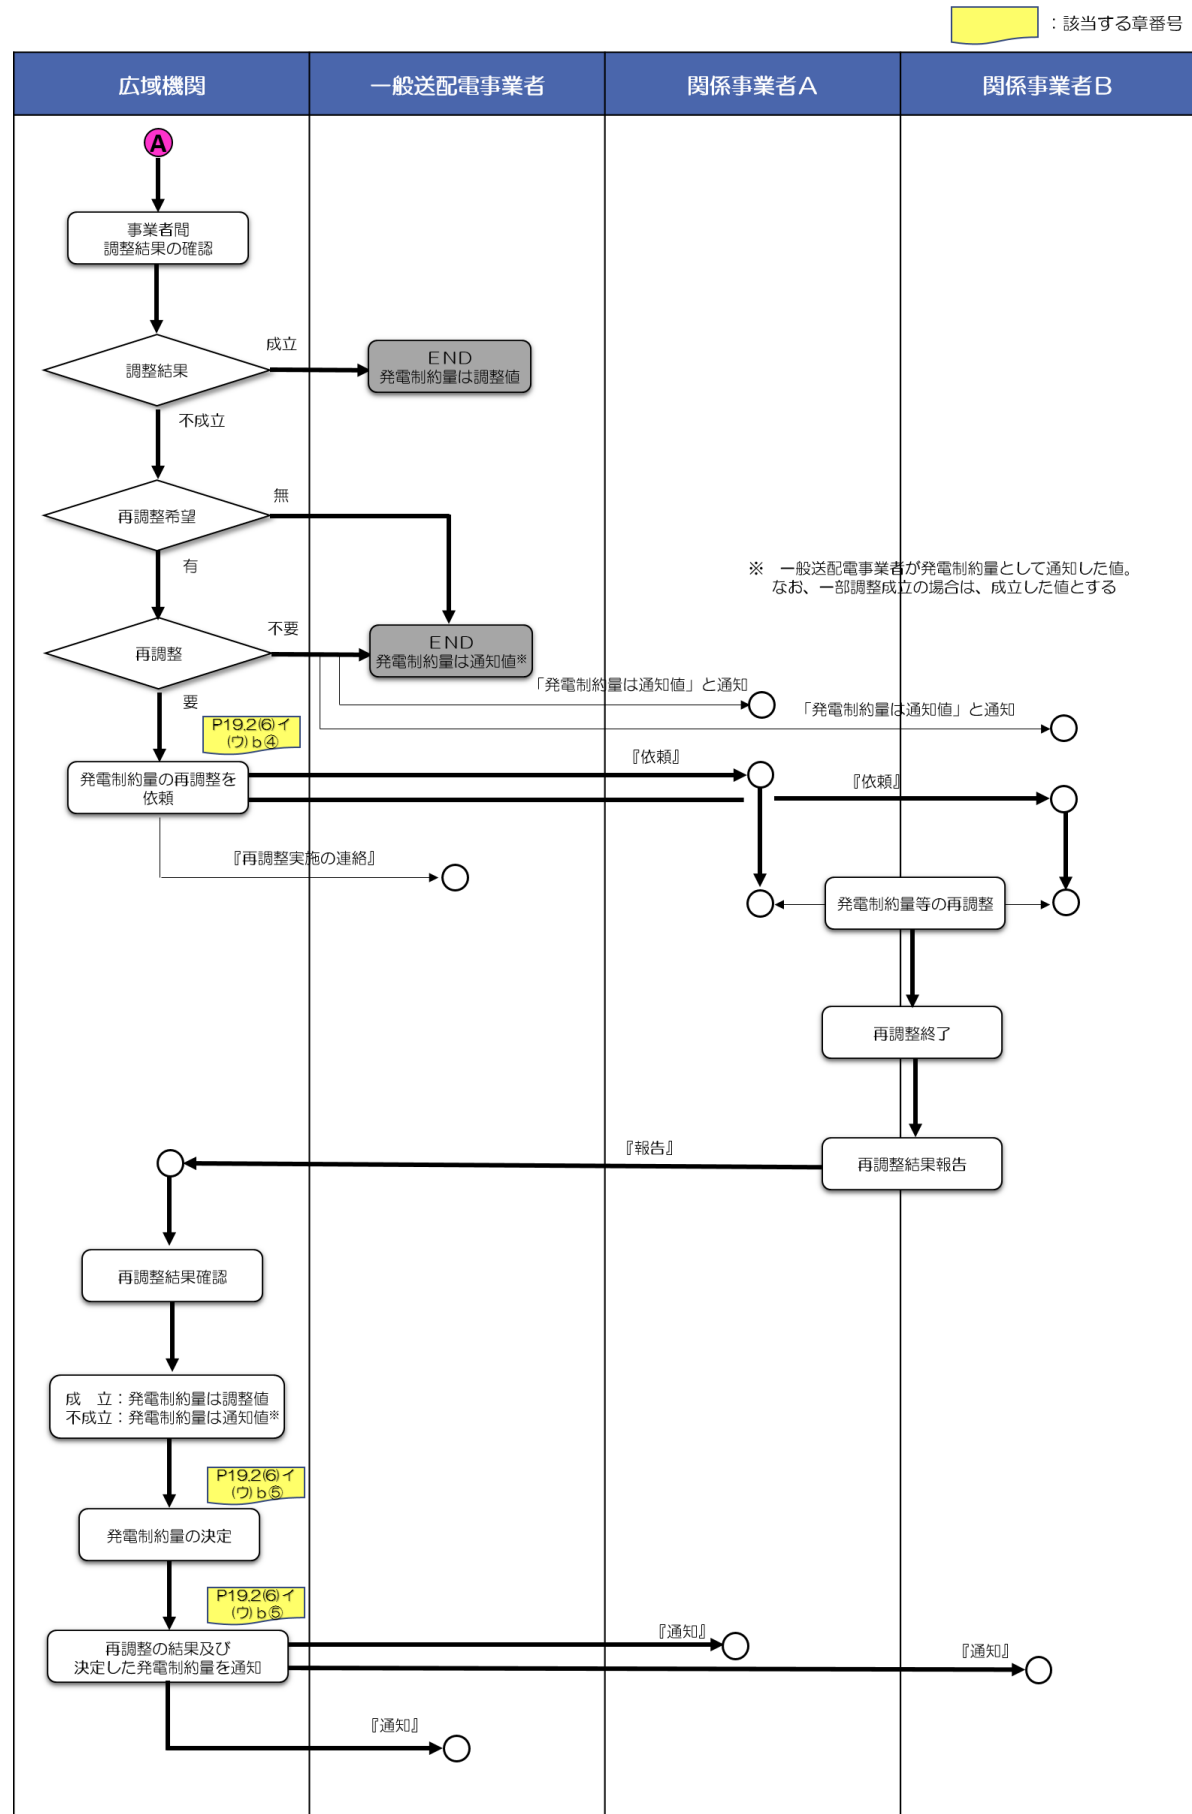 ：該当する章番号
広域機関
一般送配電事業者
関係事業者A
関係事業者B
A
事業者間
調整結果の確認
調整結果
成立
END
発電制約量は調整値
不成立
再調整希望
無
有
※　一般送配電事業者が発電制約量として通知した値。
なお、一部調整成立の場合は、成立した値とする
再調整
不要
END
発電制約量は通知値※
「発電制約量は通知値」と通知
「発電制約量は通知値」と通知
要
P19.2(6)イ
(ウ)b④
発電制約量の再調整を
依頼
『依頼』
『依頼』
『再調整実施の連絡』
発電制約量等の再調整
再調整終了
『報告』
再調整結果報告
再調整結果確認
成　立：発電制約量は調整値
不成立：発電制約量は通知値※
P19.2(6)イ
(ウ)b⑤
発電制約量の決定
P19.2(6)イ
(ウ)b⑤
再調整の結果及び
決定した発電制約量を通知
『通知』
『通知』
『通知』